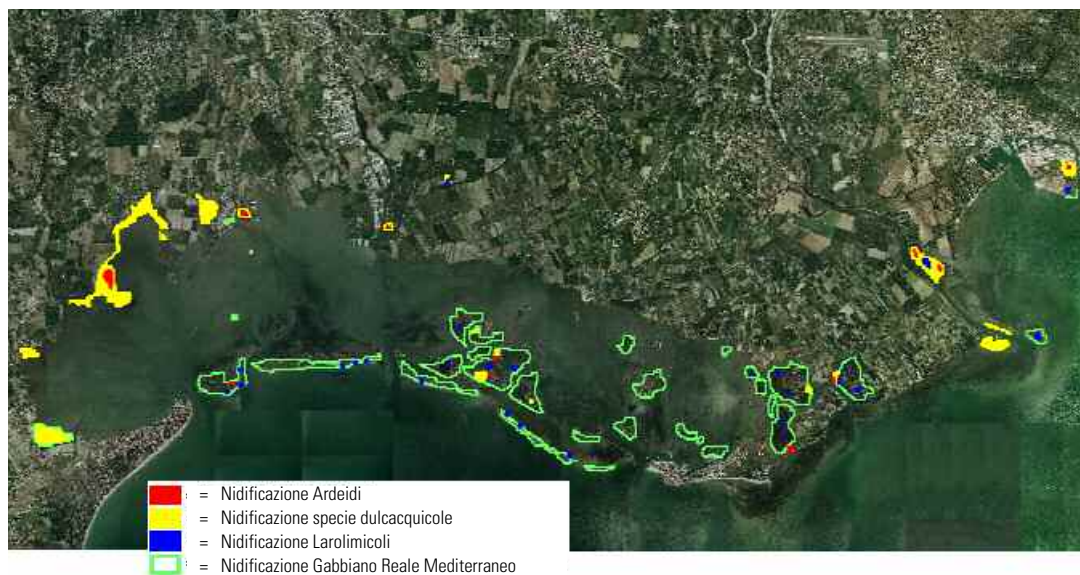 = Nidificazione Ardeidi
= Nidificazione specie dulcacquicole
= Nidificazione Larolimicoli
= Nidificazione Gabbiano Reale Mediterraneo